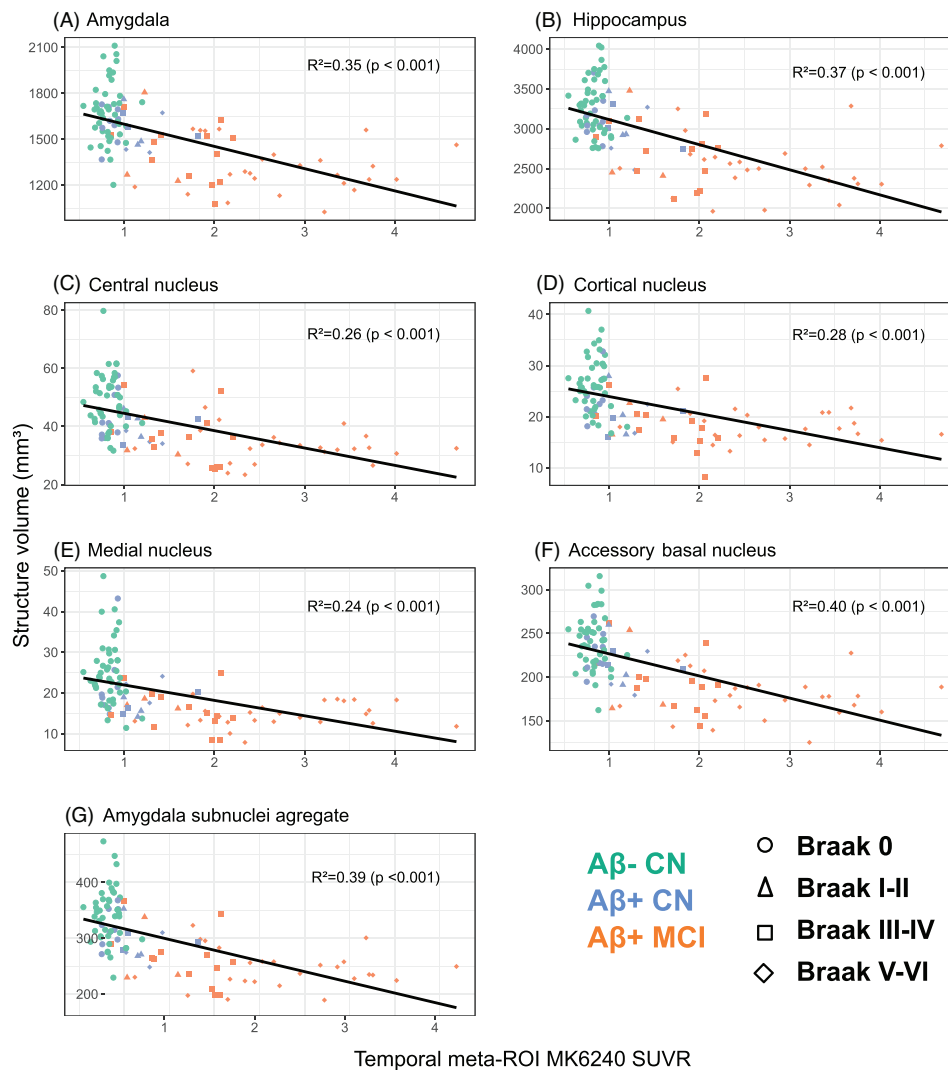 (A) Amygdala
2100
1800
1500
1200
R²=0.35 (p < 0.001)
1 2 3 4
(B) Hippocampus
4000
3500
3000
2500
2000
R²=0.37 (p < 0.001)
1 2 3 4
Structure volume (mm³)
(C) Central nucleus
80
60
40
20
R²=0.26 (p < 0.001)
1 2 3 4
(D) Cortical nucleus
40
30
20
10
R²=0.28 (p < 0.001)
1 2 3 4
(E) Medial nucleus
50
40
30
20
10
R²=0.24 (p < 0.001)
1 2 3 4
(F) Accessory basal nucleus
300
250
200
150
R²=0.40 (p < 0.001)
1 2 3 4
(G) Amygdala subnuclei agregate
400
300
200
R²=0.39 (p <0.001)
1 2 3 4
Aβ- CN
Aβ+ CN
Aβ+ MCI
Braak 0
Braak I-II
Braak III-IV
Braak V-VI
Temporal meta-ROI MK6240 SUVR